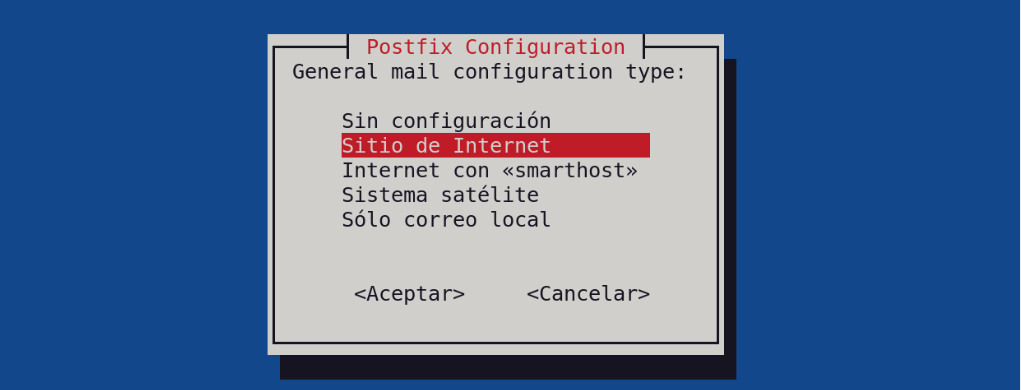 Postfix Configuration
General mail configuration type:
Sin configuración
Sitio de Internet
Internet con «smarthost»
Sistema satélite
Sólo correo local
<Aceptar> <Cancelar>